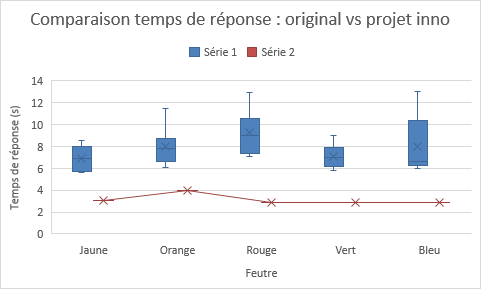 Comparaison temps de réponse : original vs projet inno
Série 1 Série 2
Temps de réponse (s)
14
12
10
8
6
4
2
0
Jaune Orange Rouge Vert Bleu
Feutre